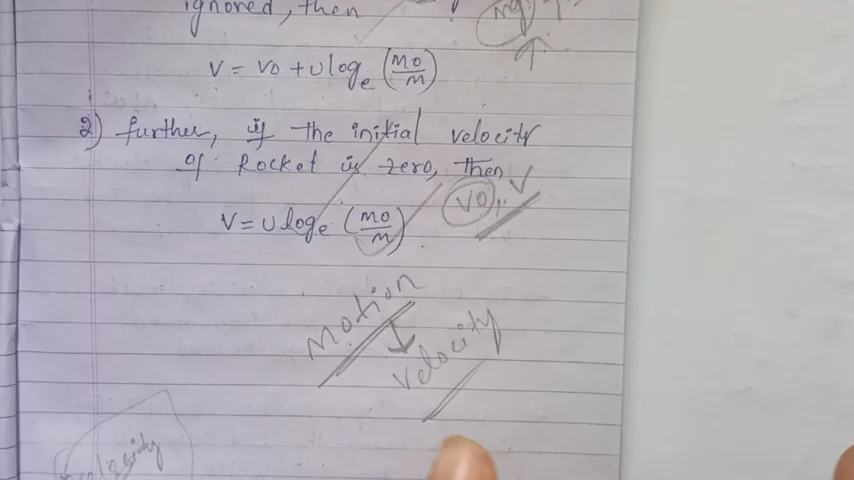 ignored, then
mg
V = V0 + U loge (M0/m)
2) further, if the initial velocity
of Rocket is zero, then
V0, V
V = U loge (M0/m)
Motion
↓
Velocity